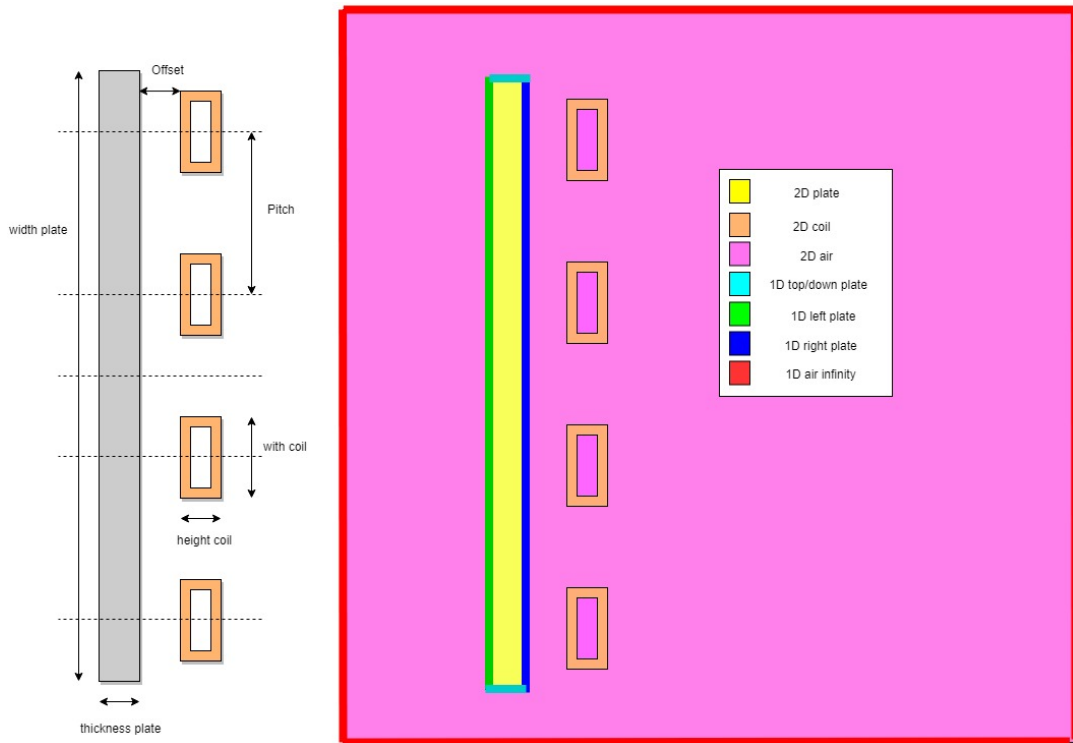 Offset
Pitch
width plate
with coil
height coil
thickness plate
2D plate
2D coil
2D air
1D top/down plate
1D left plate
1D right plate
1D air infinity